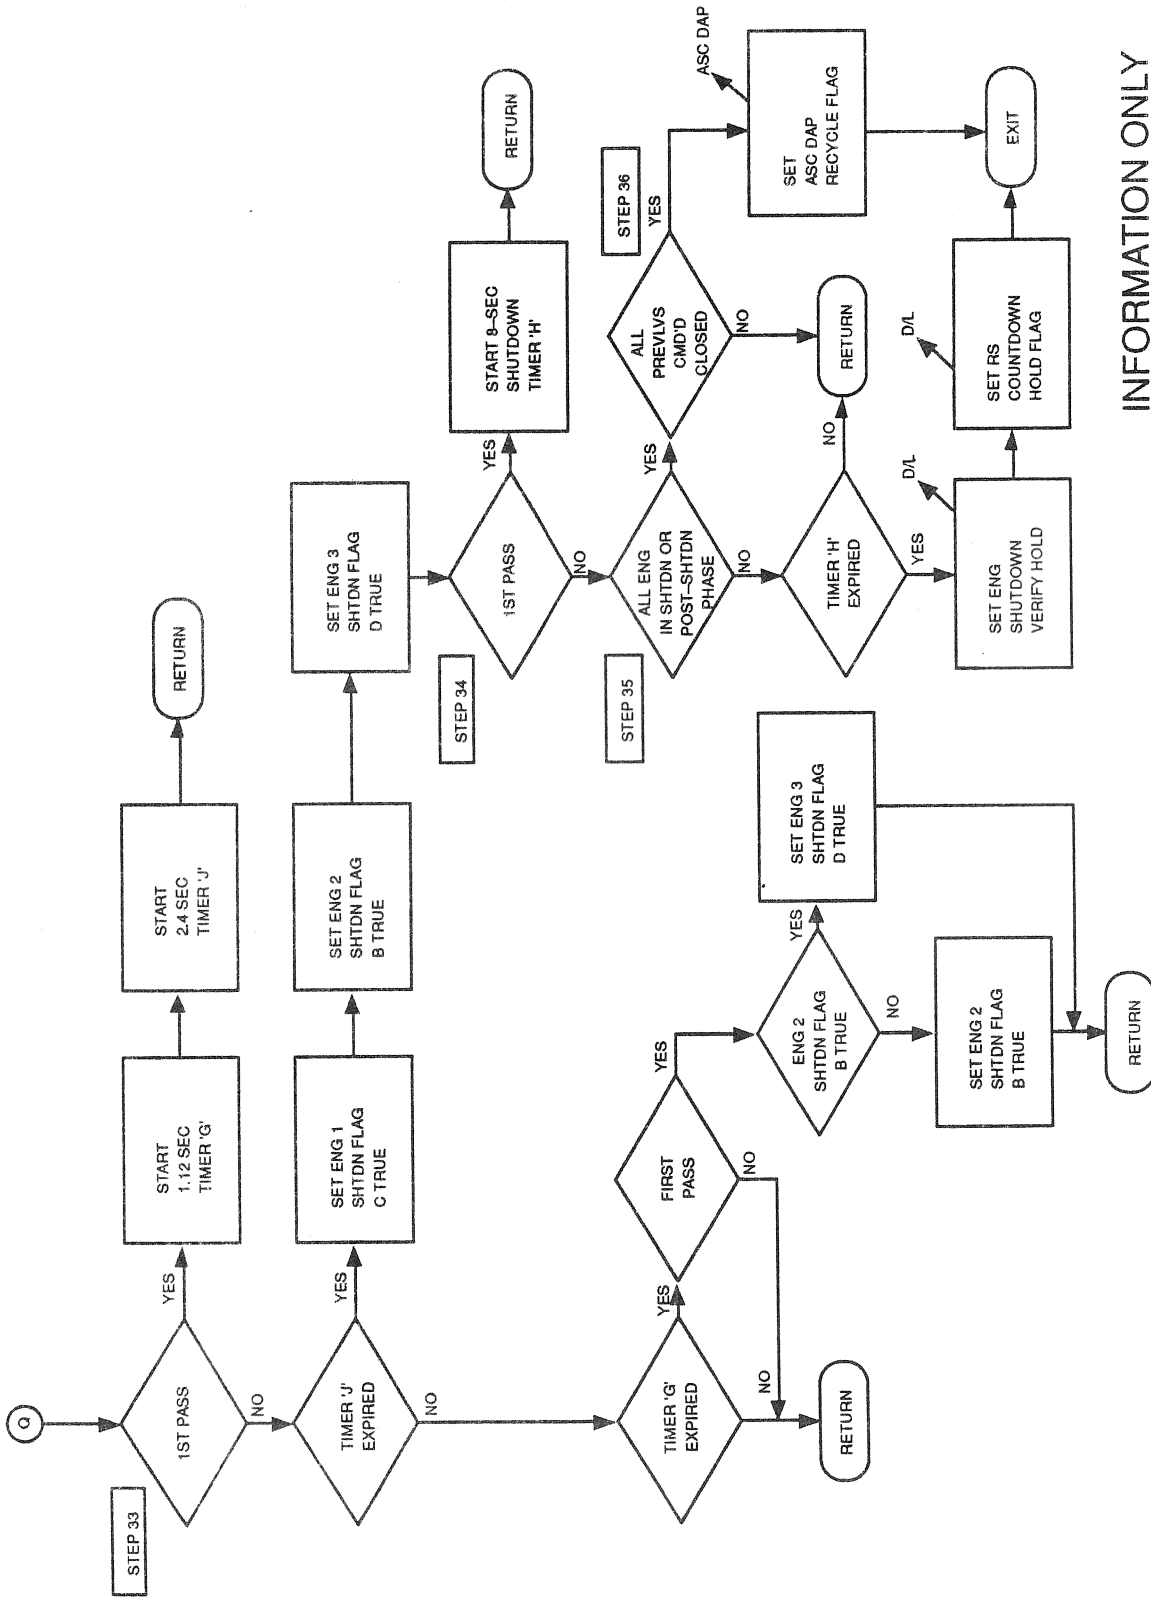 Q
STEP 33
1ST PASS
YES
NO
START
1.12 SEC
TIMER 'G'
START
2.4 SEC
TIMER 'J'
RETURN
TIMER 'J'
EXPIRED
YES
NO
SET ENG 1
SHTDN FLAG
C TRUE
SET ENG 2
SHTDN FLAG
B TRUE
SET ENG 3
SHTDN FLAG
D TRUE
STEP 34
1ST PASS
YES
NO
START 8-SEC
SHUTDOWN
TIMER 'H'
RETURN
STEP 35
ALL ENG
IN SHTDN OR
POST-SHTDN
PHASE
YES
NO
STEP 36
ALL
PREVLVS
CMD'D
CLOSED
YES
NO
SET
ASC DAP
RECYCLE FLAG
ASC DAP
TIMER 'H'
EXPIRED
NO
YES
RETURN
SET ENG
SHUTDOWN
VERIFY HOLD
D/L
SET RS
COUNTDOWN
HOLD FLAG
D/L
EXIT
TIMER 'G'
EXPIRED
YES
NO
FIRST
PASS
YES
NO
RETURN
ENG 2
SHTDN FLAG
B TRUE
YES
NO
SET ENG 3
SHTDN FLAG
D TRUE
SET ENG 2
SHTDN FLAG
B TRUE
RETURN
INFORMATION ONLY